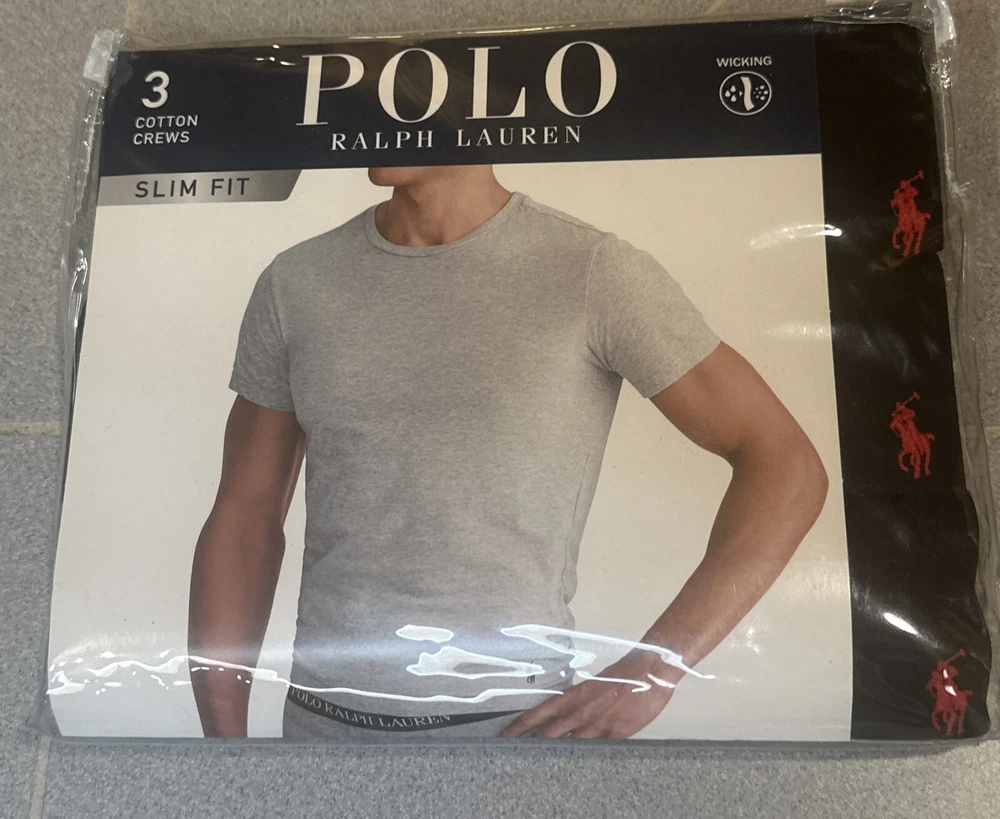 3
COTTON
CREWS
POLO
RALPH LAUREN
WICKING
SLIM FIT
POLO RALPH LAUREN